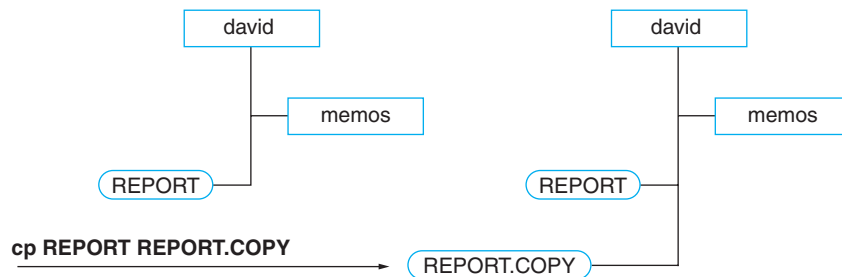 david
memos
REPORT
cp REPORT REPORT.COPY
david
memos
REPORT
REPORT.COPY